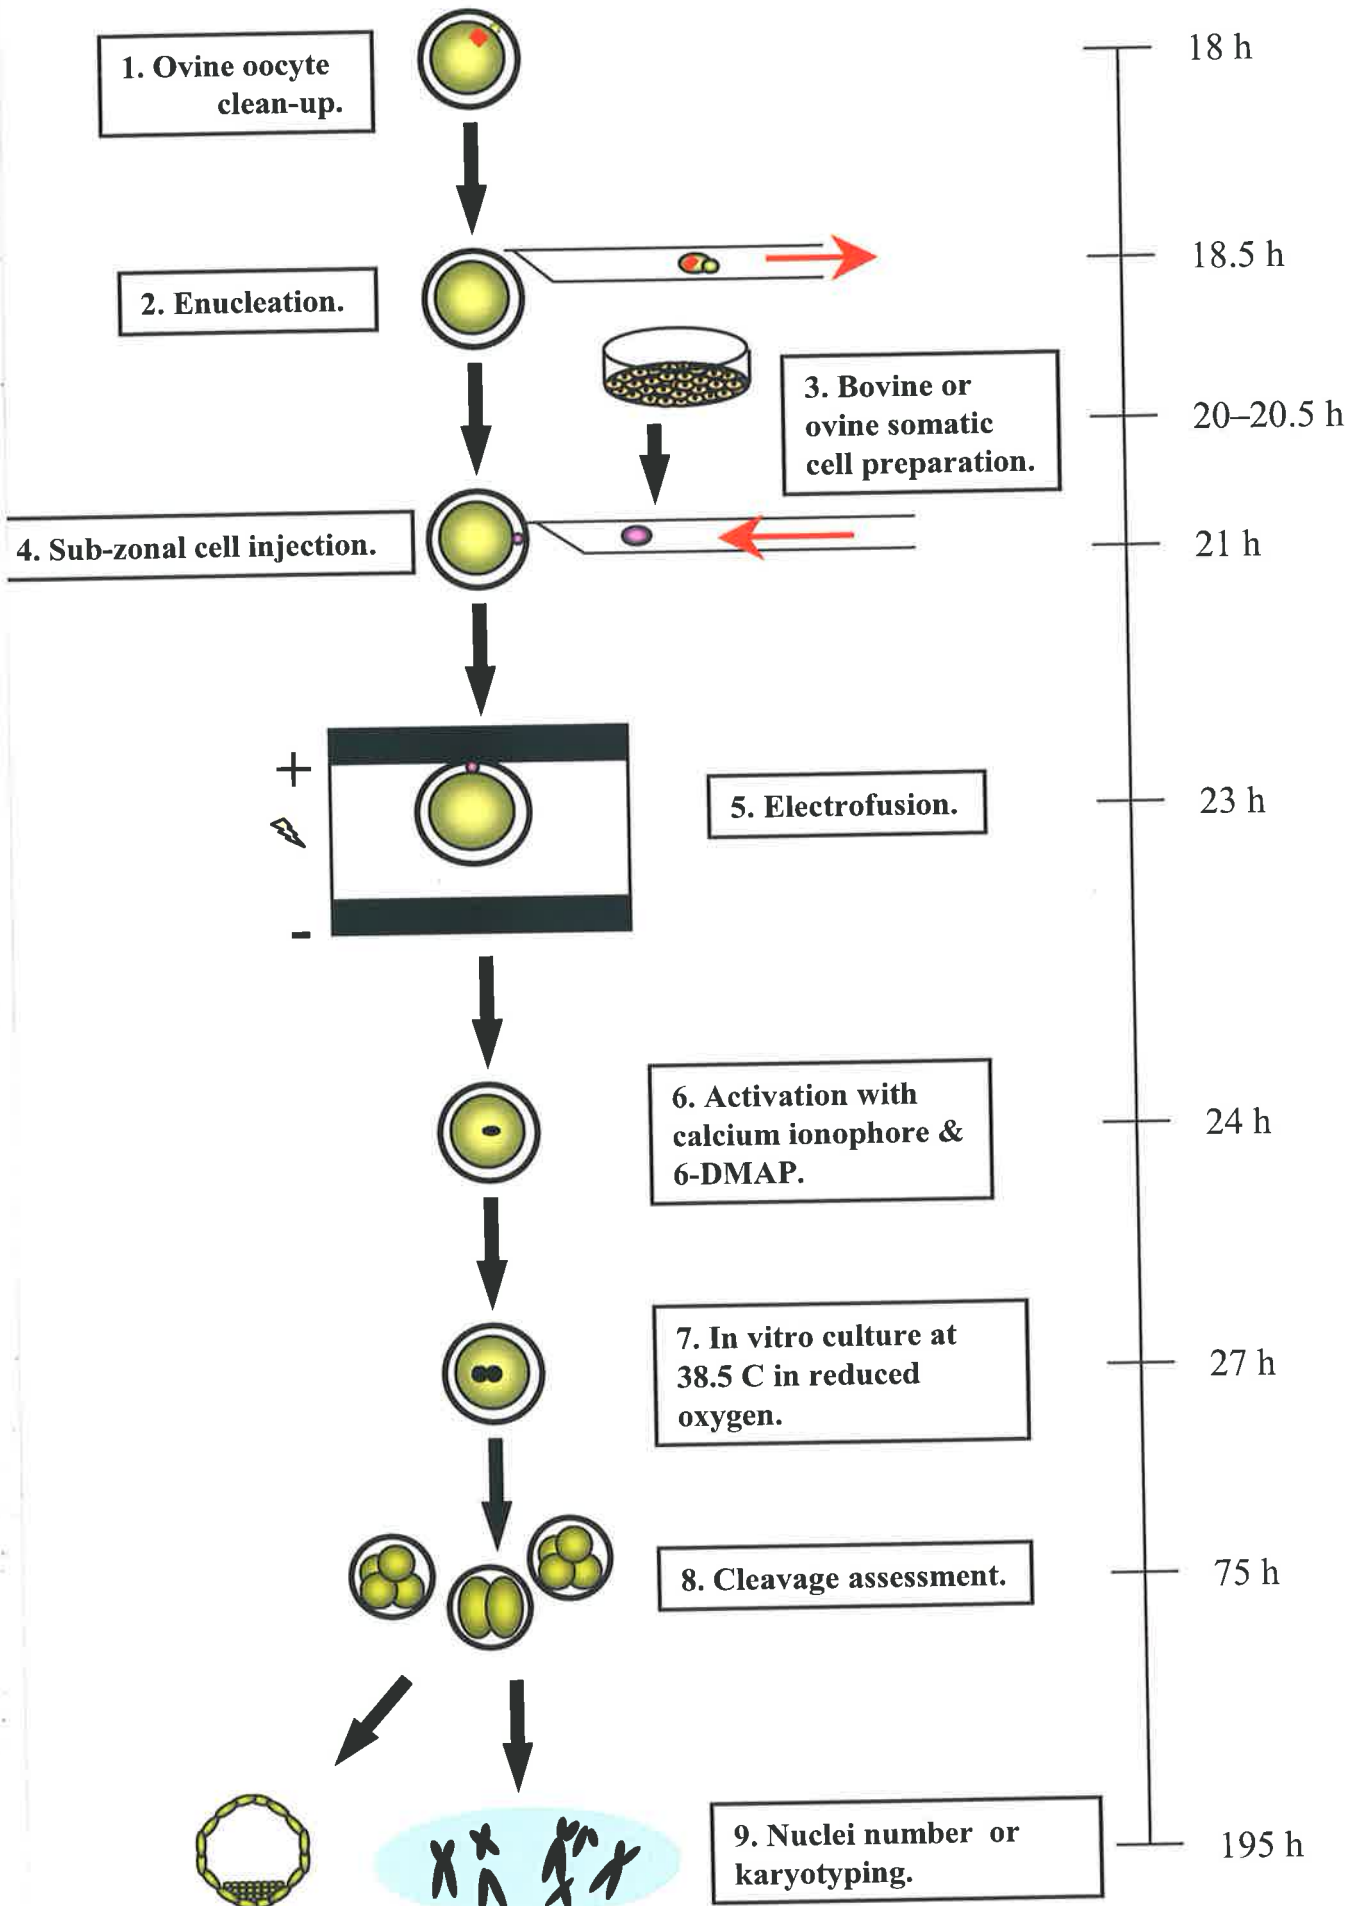 1. Ovine oocyte
clean-up.
18 h
2. Enucleation.
18.5 h
3. Bovine or
ovine somatic
cell preparation.
20–20.5 h
4. Sub-zonal cell injection.
21 h
+
-
5. Electrofusion.
23 h
6. Activation with
calcium ionophore &
6-DMAP.
24 h
7. In vitro culture at
38.5 C in reduced
oxygen.
27 h
8. Cleavage assessment.
75 h
9. Nuclei number or
karyotyping.
195 h